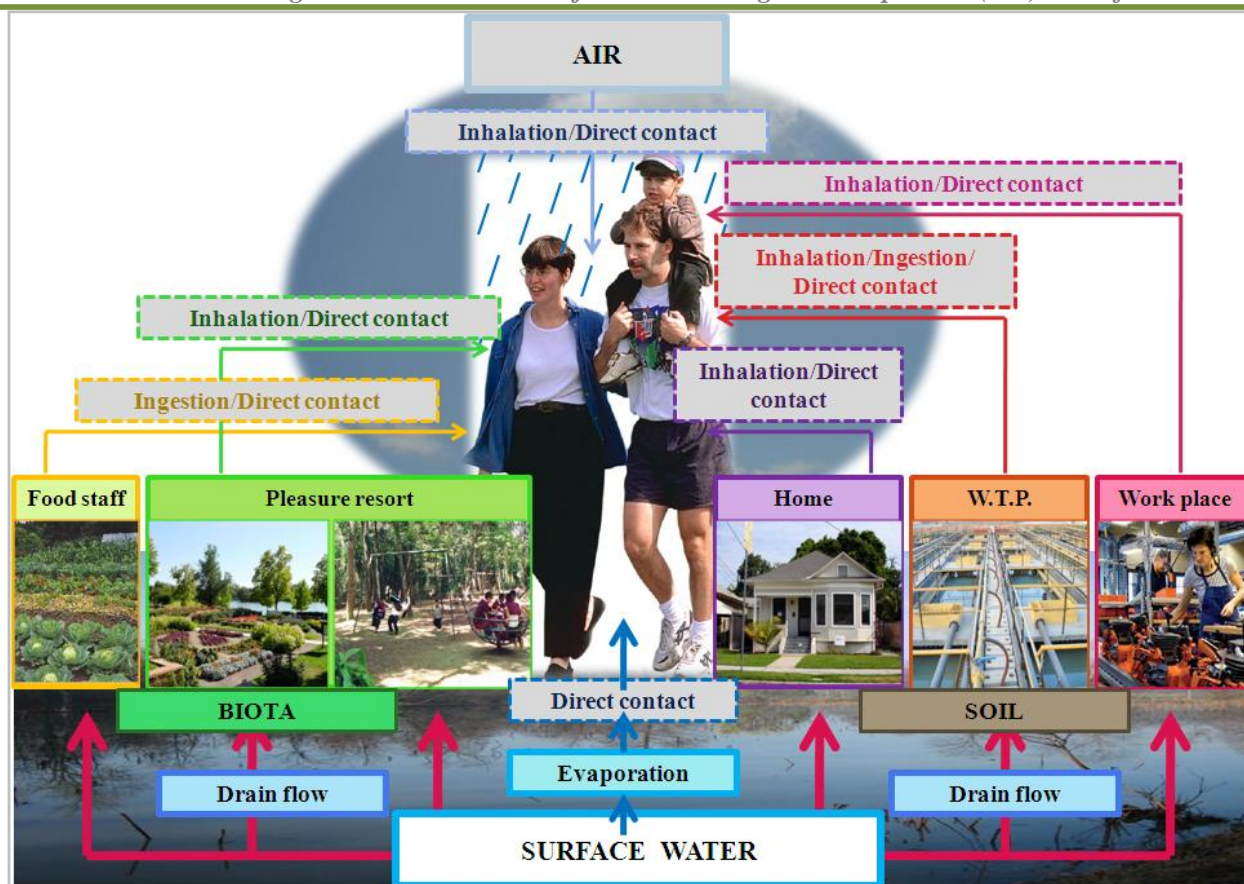 AIR
Inhalation/Direct contact
Inhalation/Direct contact
Inhalation/Ingestion/
Direct contact
Inhalation/Direct contact
Inhalation/Direct
contact
Ingestion/Direct contact
Food staff
Pleasure resort
Home
W.T.P.
Work place
BIOTA
Direct contact
SOIL
Drain flow
Evaporation
Drain flow
SURFACE WATER